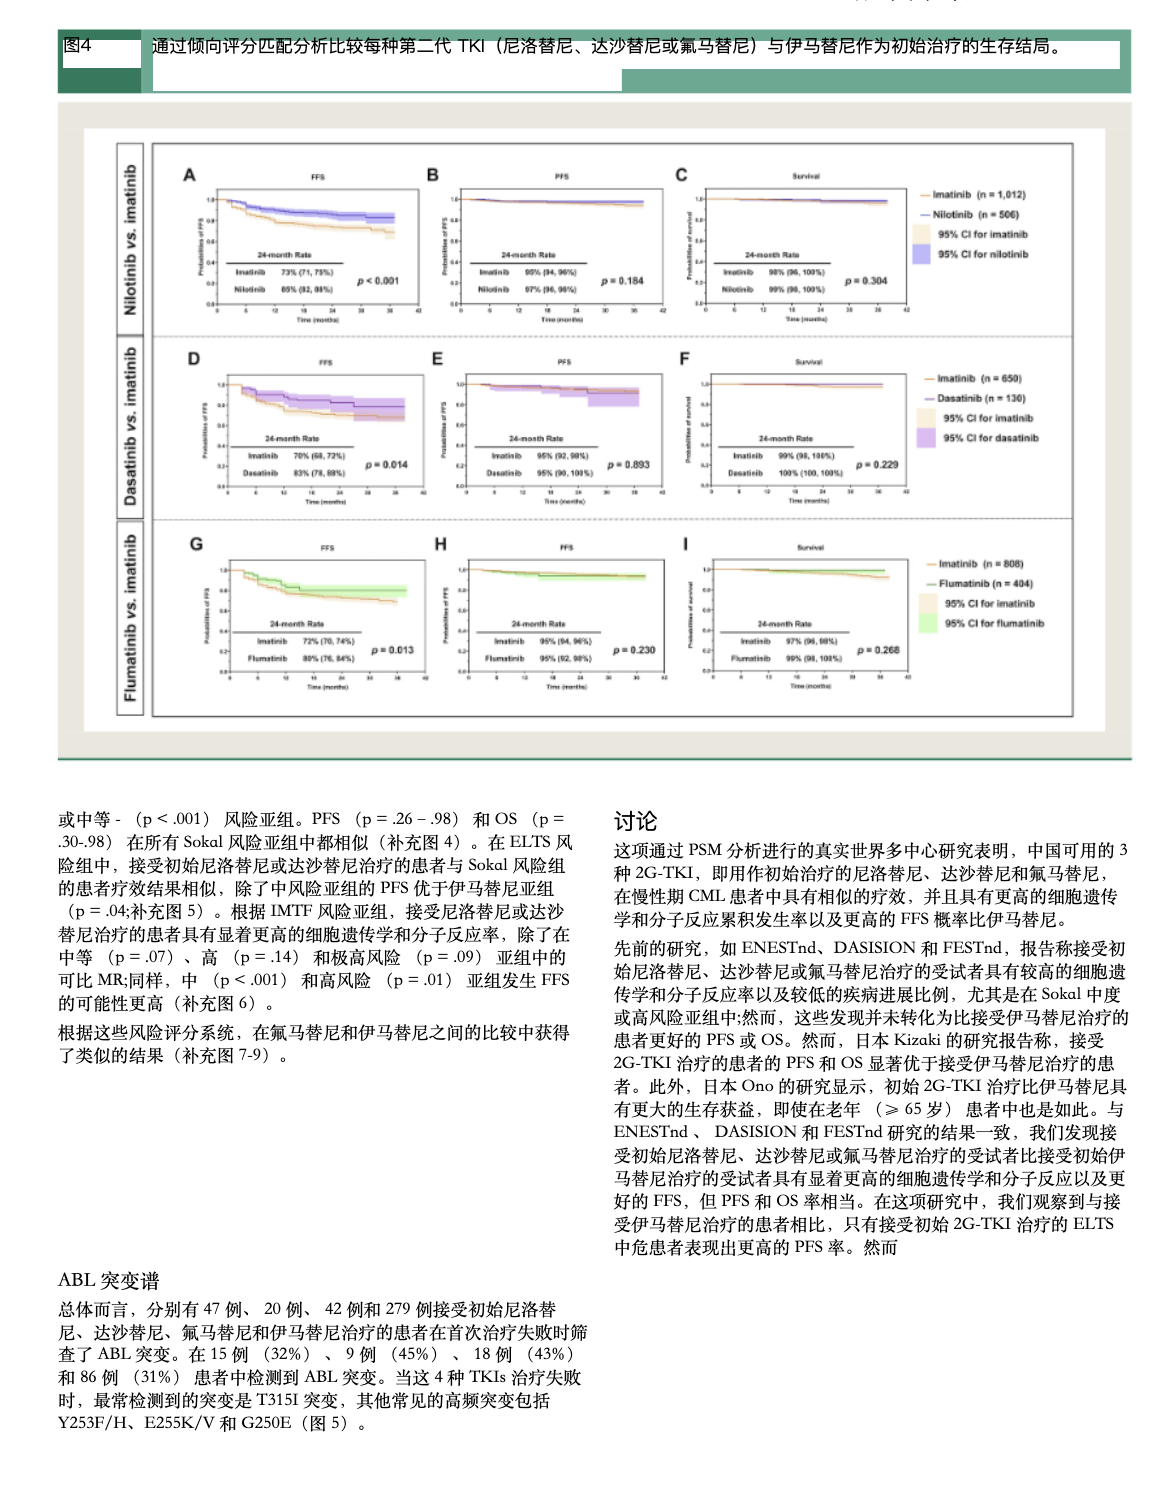 图4
通过倾向评分匹配分析比较每种第二代 TKI（尼洛替尼、达沙替尼或氟马替尼）与伊马替尼作为初始治疗的生存结局。
Nilotinib vs. imatinib
A
FFS
Probabilities of FFS
24-month Rate
Imatinib 73% (71, 75%)
Nilotinib 85% (82, 88%)
p < 0.001
Time (months)
B
PFS
Probabilities of PFS
24-month Rate
Imatinib 95% (94, 96%)
Nilotinib 97% (96, 98%)
p = 0.184
Time (months)
C
Survival
Probabilities of survival
24-month Rate
Imatinib 98% (96, 100%)
Nilotinib 99% (98, 100%)
p = 0.304
Time (months)
Imatinib (n = 1,012)
Nilotinib (n = 506)
95% CI for imatinib
95% CI for nilotinib
Dasatinib vs. imatinib
D
FFS
Probabilities of FFS
24-month Rate
Imatinib 70% (68, 72%)
Dasatinib 83% (78, 88%)
p = 0.014
Time (months)
E
PFS
Probabilities of PFS
24-month Rate
Imatinib 95% (92, 98%)
Dasatinib 95% (90, 100%)
p = 0.893
Time (months)
F
Survival
Probabilities of survival
24-month Rate
Imatinib 99% (98, 100%)
Dasatinib 100% (100, 100%)
p = 0.229
Time (months)
Imatinib (n = 650)
Dasatinib (n = 130)
95% CI for imatinib
95% CI for dasatinib
Flumatinib vs. imatinib
G
FFS
Probabilities of FFS
24-month Rate
Imatinib 72% (70, 74%)
Flumatinib 80% (76, 84%)
p = 0.013
Time (months)
H
PFS
Probabilities of PFS
24-month Rate
Imatinib 95% (94, 96%)
Flumatinib 95% (92, 98%)
p = 0.230
Time (months)
I
Survival
Probabilities of survival
24-month Rate
Imatinib 97% (96, 98%)
Flumatinib 99% (98, 100%)
p = 0.268
Time (months)
Imatinib (n = 808)
Flumatinib (n = 404)
95% CI for imatinib
95% CI for flumatinib
或中等 - （p < .001） 风险亚组。PFS （p = .26 – .98） 和 OS （p =
.30-.98） 在所有 Sokal 风险亚组中都相似（补充图 4）。在 ELTS 风
险组中，接受初始尼洛替尼或达沙替尼治疗的患者与 Sokal 风险组
的患者疗效结果相似，除了中风险亚组的 PFS 优于伊马替尼亚组
（p = .04;补充图 5）。根据 IMTF 风险亚组，接受尼洛替尼或达沙
替尼治疗的患者具有显着更高的细胞遗传学和分子反应率，除了在
中等 （p = .07）、高 （p = .14） 和极高风险 （p = .09） 亚组中的
可比 MR;同样，中 （p < .001） 和高风险 （p = .01） 亚组发生 FFS
的可能性更高（补充图 6）。
根据这些风险评分系统，在氟马替尼和伊马替尼之间的比较中获得
了类似的结果（补充图 7-9）。
ABL 突变谱
总体而言，分别有 47 例、 20 例、 42 例和 279 例接受初始尼洛替
尼、达沙替尼、氟马替尼和伊马替尼治疗的患者在首次治疗失败时筛
查了 ABL 突变。在 15 例 （32%） 、 9 例 （45%） 、 18 例 （43%）
和 86 例 （31%） 患者中检测到 ABL 突变。当这 4 种 TKIs 治疗失败
时，最常检测到的突变是 T315I 突变，其他常见的高频突变包括
Y253F/H、E255K/V 和 G250E（图 5）。
讨论
这项通过 PSM 分析进行的真实世界多中心研究表明，中国可用的 3
种 2G-TKI，即用作初始治疗的尼洛替尼、达沙替尼和氟马替尼，
在慢性期 CML 患者中具有相似的疗效，并且具有更高的细胞遗传
学和分子反应累积发生率以及更高的 FFS 概率比伊马替尼。
先前的研究，如 ENESTnd、DASISION 和 FESTnd，报告称接受初
始尼洛替尼、达沙替尼或氟马替尼治疗的受试者具有较高的细胞遗
传学和分子反应率以及较低的疾病进展比例，尤其是在 Sokal 中度
或高风险亚组中;然而，这些发现并未转化为比接受伊马替尼治疗的
患者更好的 PFS 或 OS。然而，日本 Kizaki 的研究报告称，接受
2G-TKI 治疗的患者的 PFS 和 OS 显著优于接受伊马替尼治疗的患
者。此外，日本 Ono 的研究显示，初始 2G-TKI 治疗比伊马替尼具
有更大的生存获益，即使在老年 （⩾ 65 岁） 患者中也是如此。与
ENESTnd 、 DASISION 和 FESTnd 研究的结果一致，我们发现接
受初始尼洛替尼、达沙替尼或氟马替尼的受试者比接受初始伊
马替尼治疗的受试者具有显着更高的细胞遗传学和分子反应以及更
好的 FFS，但 PFS 和 OS 率相当。在这项研究中，我们观察到与接
受伊马替尼治疗的患者相比，只有接受初始 2G-TKI 治疗的 ELTS
中危患者表现出更高的 PFS 率。然而